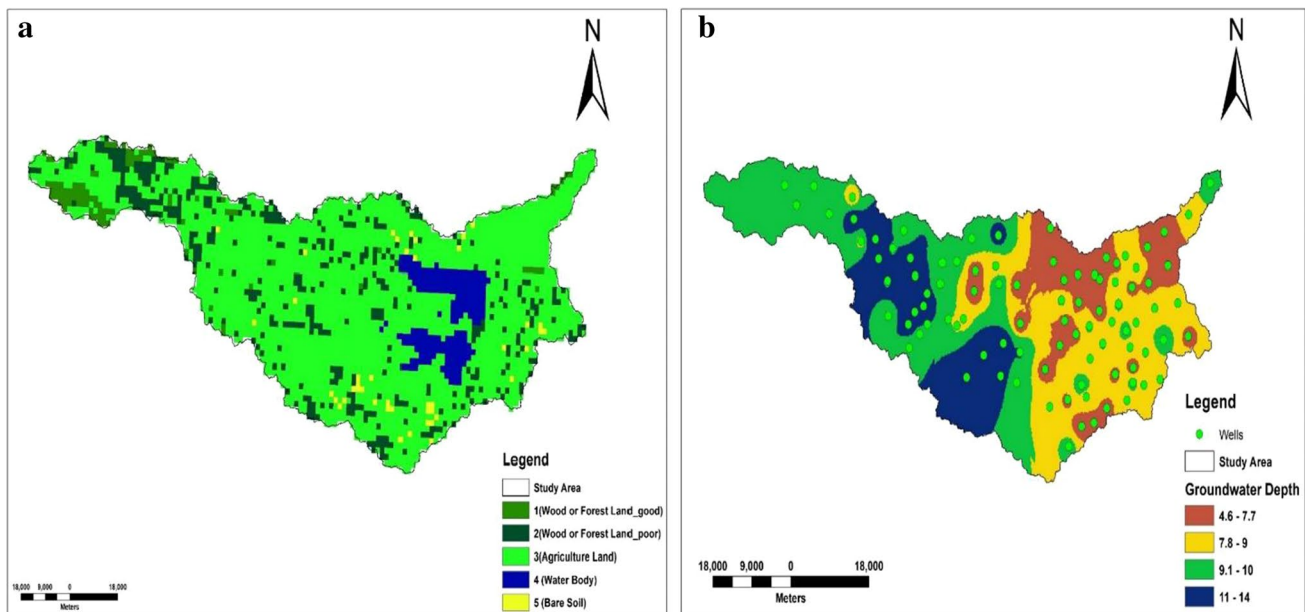 a
N
Legend
Study Area
1(Wood or Forest Land_good)
2(Wood or Forest Land_poor)
3(Agriculture Land)
4 (Water Body)
5 (Bare Soil)
18,000 9,000 0 18,000
Meters
b
N
Legend
Wells
Study Area
Groundwater Depth
4.6 - 7.7
7.8 - 9
9.1 - 10
11 - 14
18,000 9,000 0 18,000
Meters